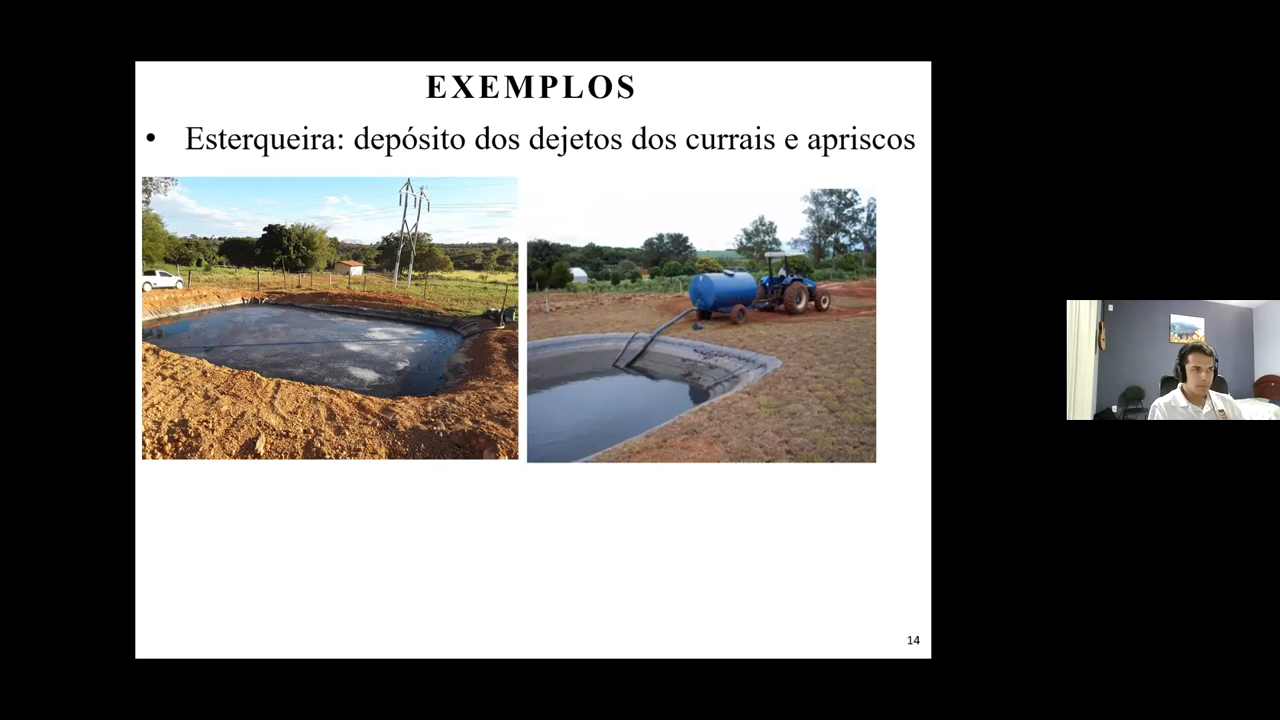 EXEMPLOS
• Esterqueira: depósito dos dejetos dos currais e apriscos
14